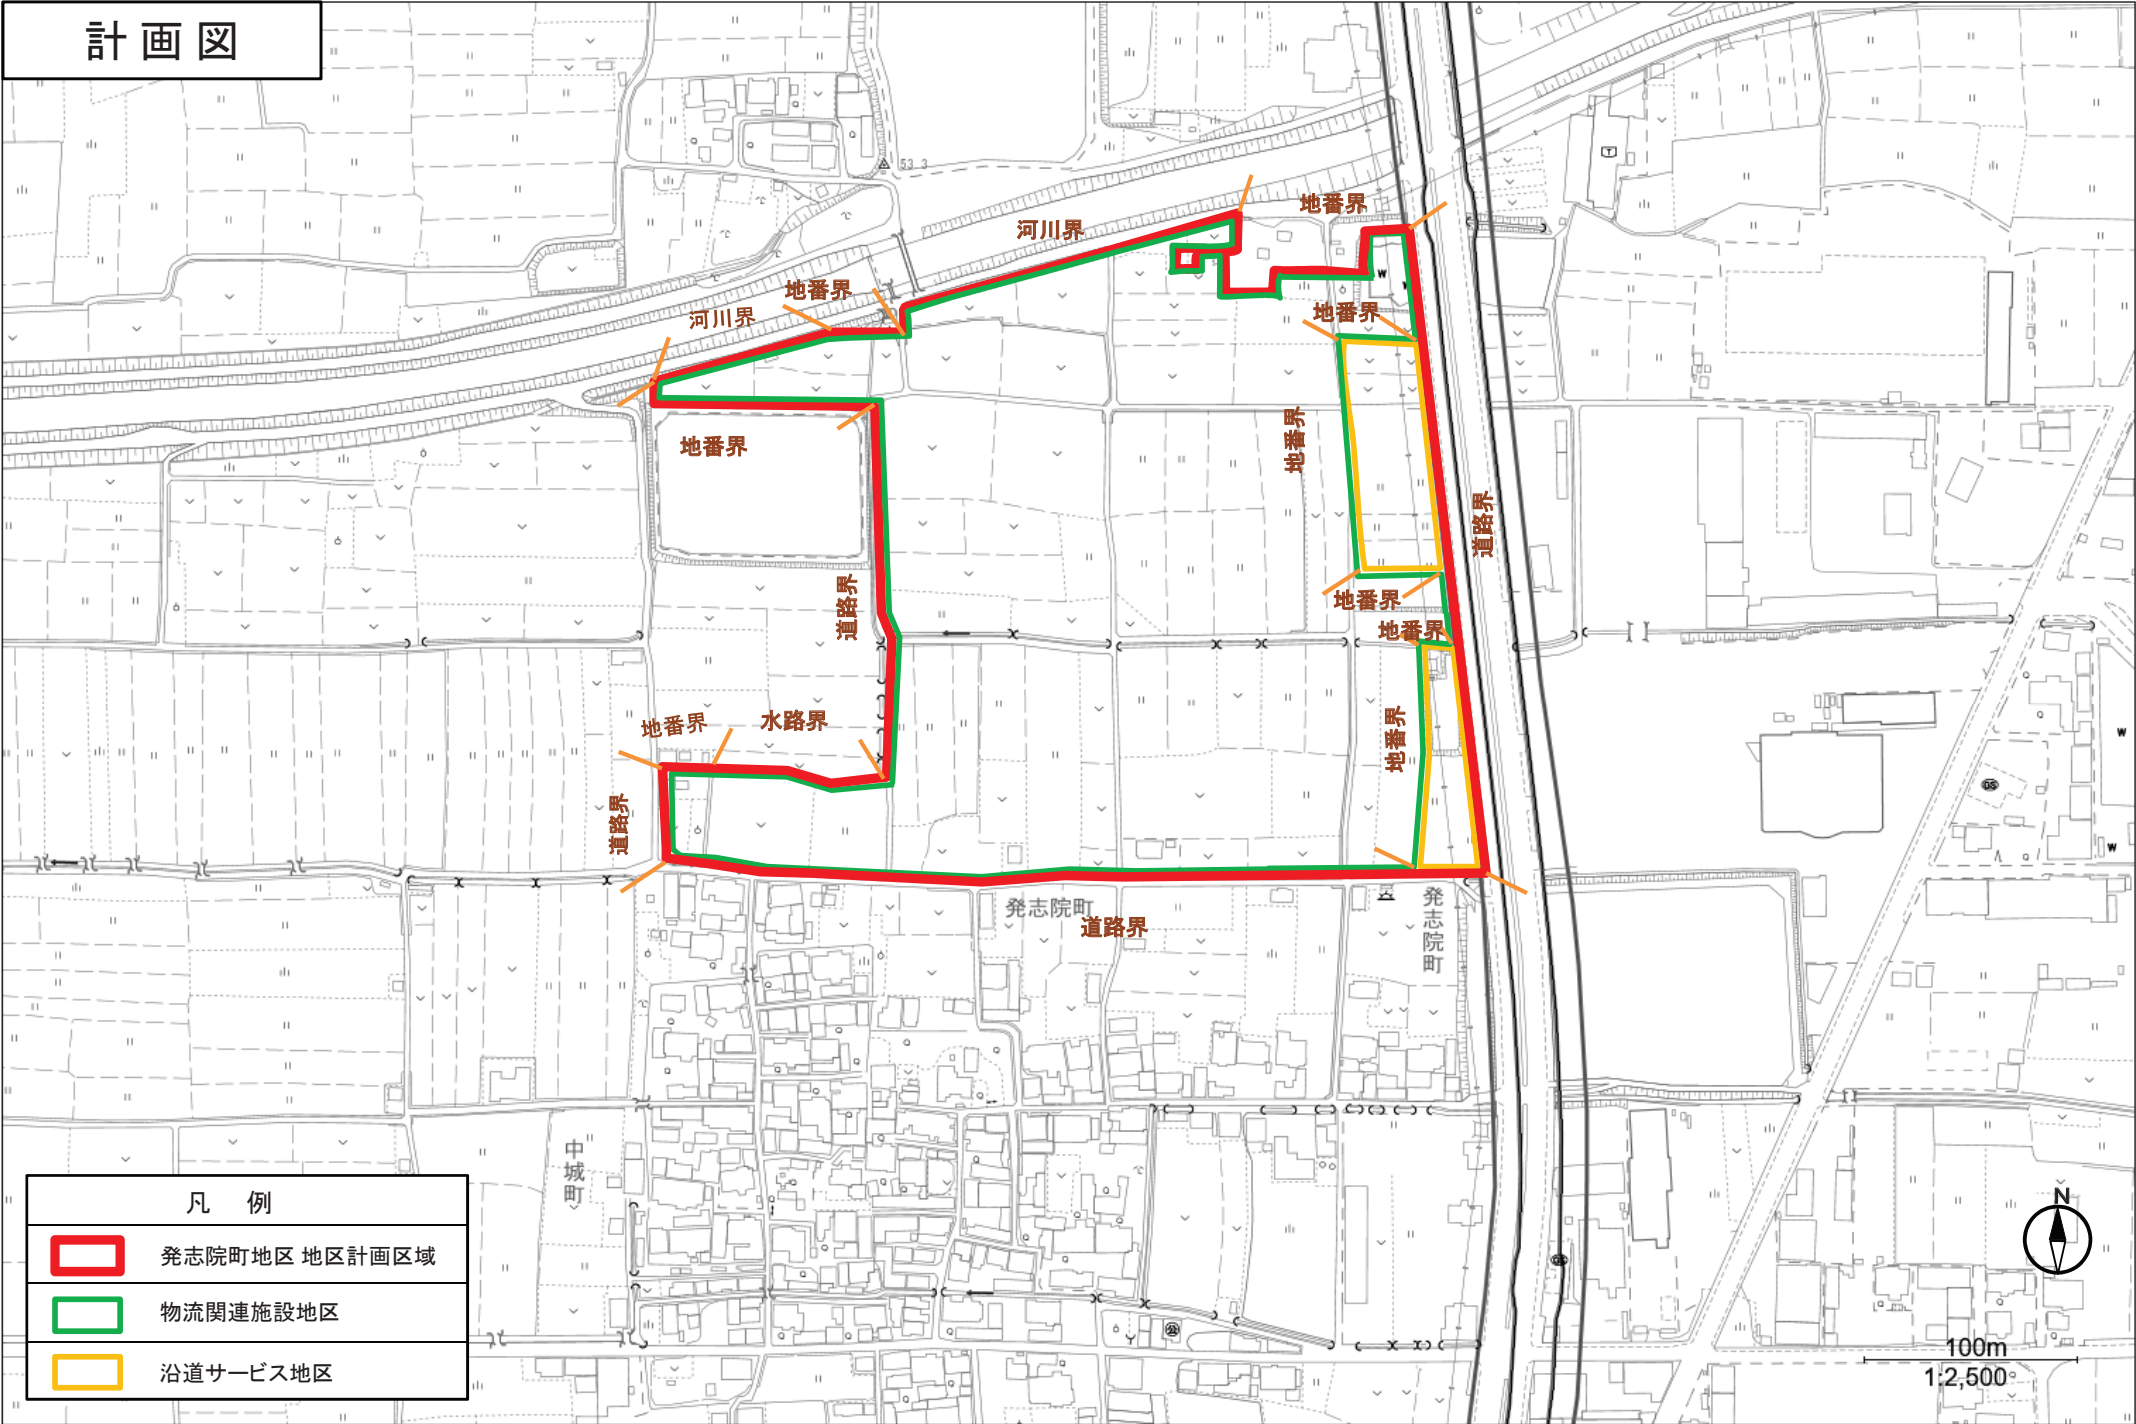 計画図
53.3
河川界
地番界
地番界
河川界
地番界
地番界
地番界
道路界
道路界
地番界
地番界
地番界
水路界
地番界
道路界
発志院町
道路界
発志院町
中城町
W
W
W
W
T
GS
GS
公
凡 例
発志院町地区 地区計画区域
物流関連施設地区
沿道サービス地区
N
100m
1:2,500